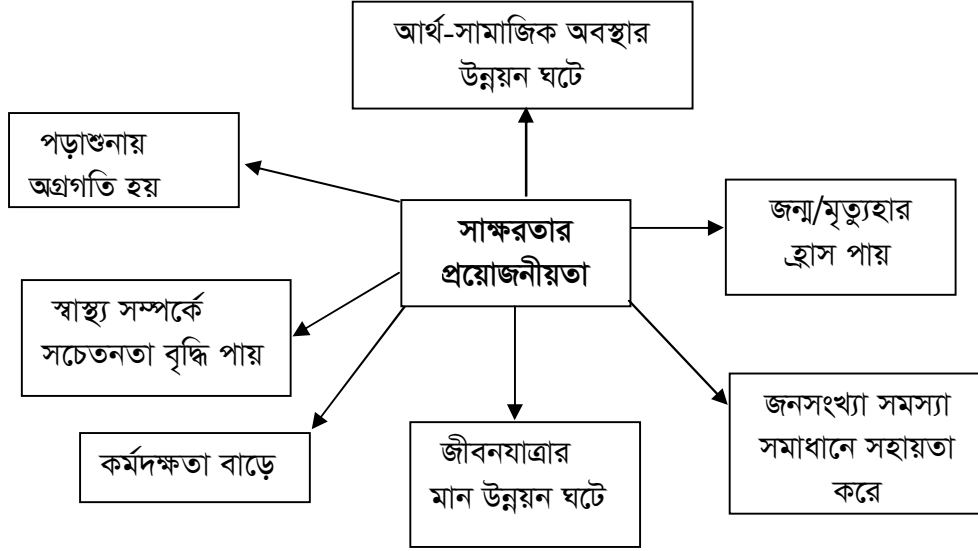 আর্থ-সামাজিক অবস্থার
উন্নয়ন ঘটে
পড়াশুনায়
অগ্রগতি হয়
সাক্ষরতার
প্রয়োজনীয়তা
জন্ম/মৃত্যুহার
হ্রাস পায়
স্বাস্থ্য সম্পর্কে
সচেতনতা বৃদ্ধি পায়
কর্মদক্ষতা বাড়ে
জীবনযাত্রার
মান উন্নয়ন ঘটে
জনসংখ্যা সমস্যা
সমাধানে সহায়তা
করে